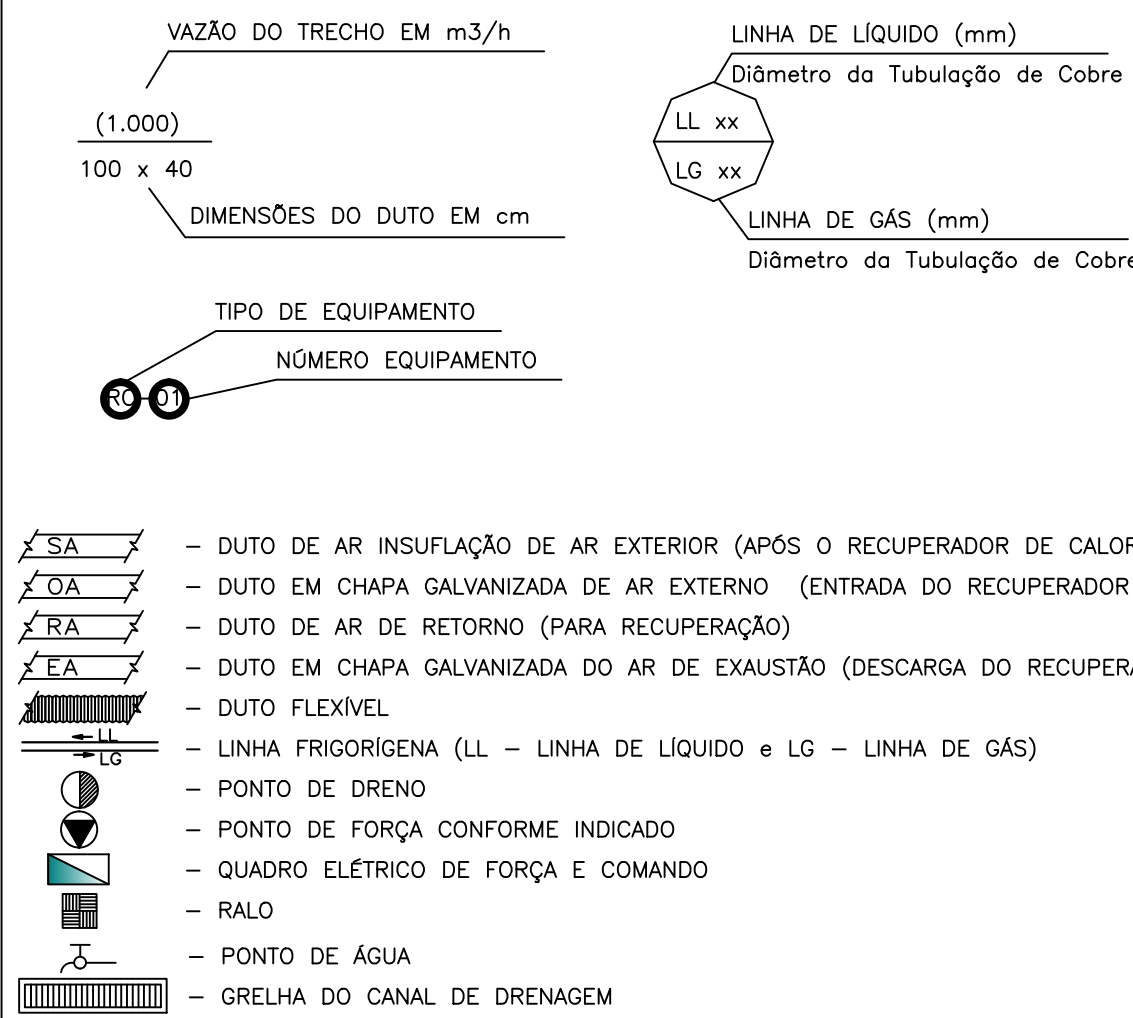 VAZÃO DO TRECHO EM m3/h
(1.000)
100 x 40
DIMENSÕES DO DUTO EM cm
LINHA DE LÍQUIDO (mm)
Diâmetro da Tubulação de Cobre
LL xx
LG xx
LINHA DE GÁS (mm)
Diâmetro da Tubulação de Cobre
TIPO DE EQUIPAMENTO
NÚMERO EQUIPAMENTO
RC 01
SA – DUTO DE AR INSUFLAÇÃO DE AR EXTERIOR (APÓS O RECUPERADOR DE CALOR
OA – DUTO EM CHAPA GALVANIZADA DE AR EXTERNO (ENTRADA DO RECUPERADOR
RA – DUTO DE AR DE RETORNO (PARA RECUPERAÇÃO)
EA – DUTO EM CHAPA GALVANIZADA DO AR DE EXAUSTÃO (DESCARGA DO RECUPERA
– DUTO FLEXÍVEL
LL
LG
– LINHA FRIGORÍGENA (LL – LINHA DE LÍQUIDO e LG – LINHA DE GÁS)
– PONTO DE DRENO
– PONTO DE FORÇA CONFORME INDICADO
– QUADRO ELÉTRICO DE FORÇA E COMANDO
– RALO
– PONTO DE ÁGUA
– GRELHA DO CANAL DE DRENAGEM